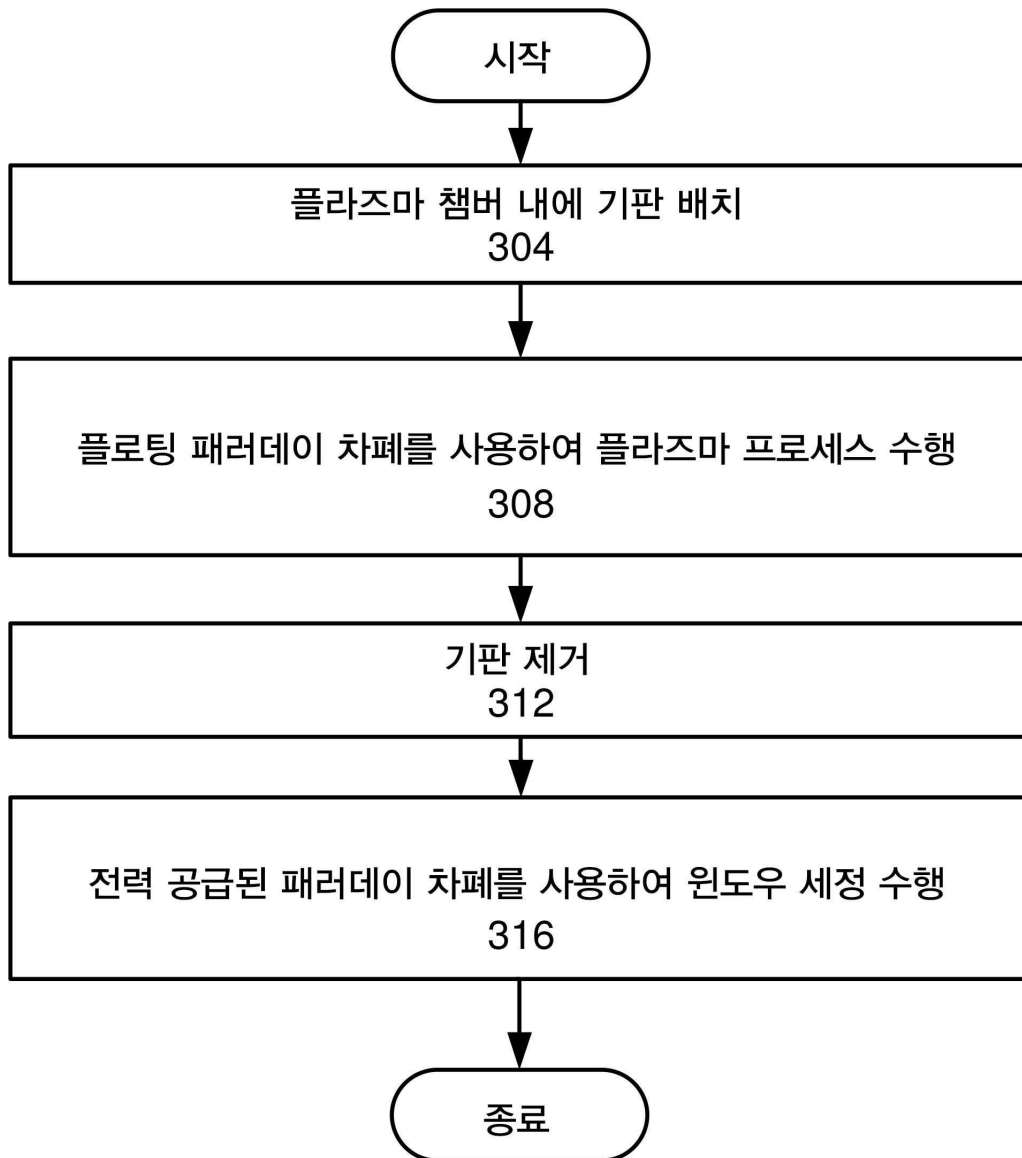 시작
플라즈마 챔버 내에 기판 배치
304
플로팅 패러데이 차폐를 사용하여 플라즈마 프로세스 수행
308
기판 제거
312
전력 공급된 패러데이 차폐를 사용하여 윈도우 세정 수행
316
종료